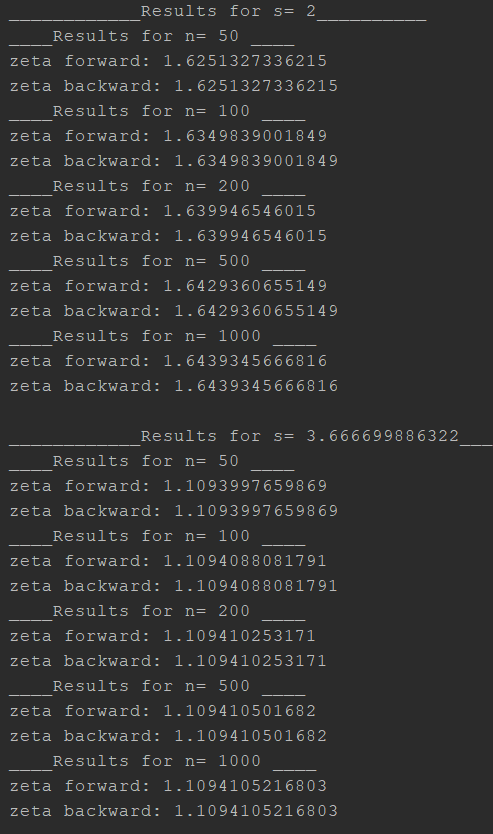 ____________Results for s= 2__________
____Results for n= 50 ____
zeta forward: 1.6251327336215
zeta backward: 1.6251327336215
____Results for n= 100 ____
zeta forward: 1.6349839001849
zeta backward: 1.6349839001849
____Results for n= 200 ____
zeta forward: 1.639946546015
zeta backward: 1.639946546015
____Results for n= 500 ____
zeta forward: 1.6429360655149
zeta backward: 1.6429360655149
____Results for n= 1000 ____
zeta forward: 1.6439345666816
zeta backward: 1.6439345666816
____________Results for s= 3.666699886322___
____Results for n= 50 ____
zeta forward: 1.1093997659869
zeta backward: 1.1093997659869
____Results for n= 100 ____
zeta forward: 1.1094088081791
zeta backward: 1.1094088081791
____Results for n= 200 ____
zeta forward: 1.109410253171
zeta backward: 1.109410253171
____Results for n= 500 ____
zeta forward: 1.109410501682
zeta backward: 1.109410501682
____Results for n= 1000 ____
zeta forward: 1.1094105216803
zeta backward: 1.1094105216803